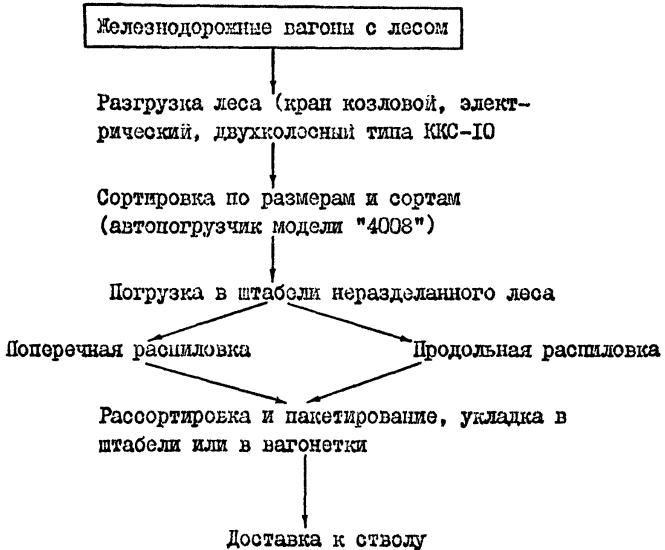 Железнодорожные вагоны с лесом
Разгрузка леса (кран козловой, элект-
рический, двухколосный типа ККС-10
Сортировка по размерам и сортам
(автопогрузчик модели "4008")
Погрузка в штабели неразделанного леса
Поперечная распиловка
Продольная распиловка
Рассортировка и пакетирование, укладка в
штабели или в вагонетки
Доставка к стволу